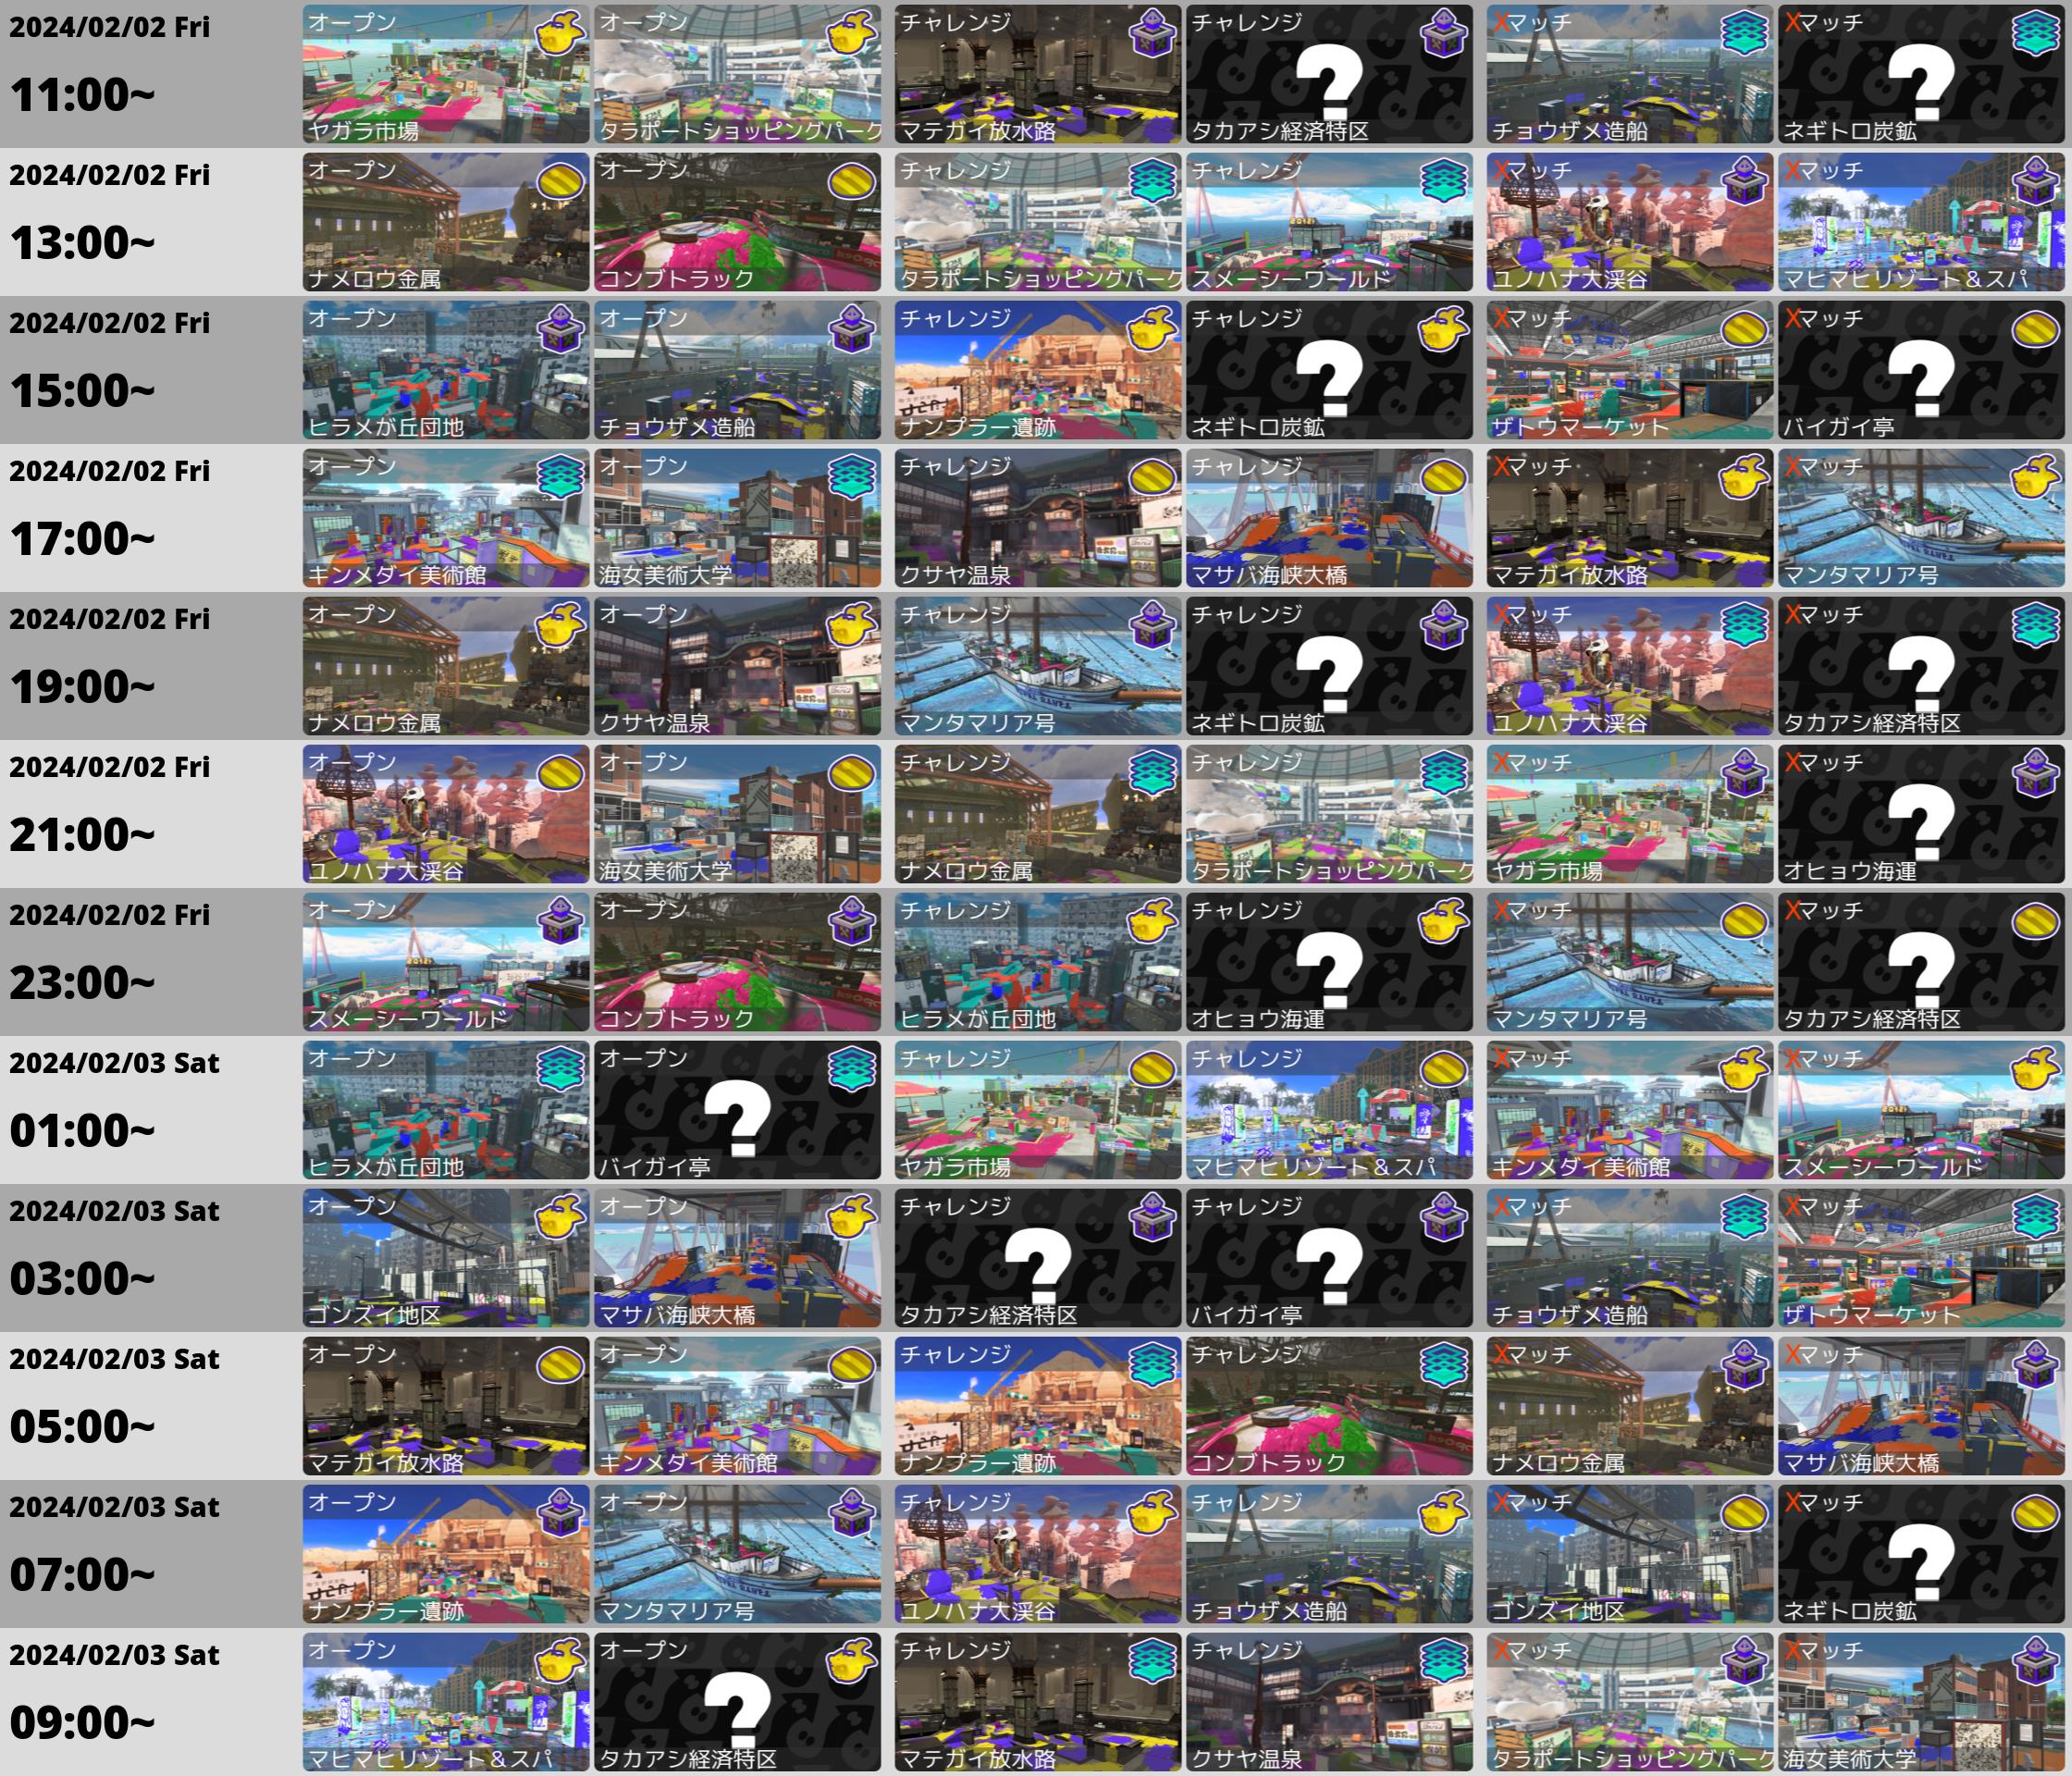 2024/02/02 Fri
11:00~
オープン オープン チャレンジ チャレンジ Xマッチ Xマッチ
ヤガラ市場 タラポートショッピングパーク マテガイ放水路 タカアシ経済特区 チョウザメ造船 ネギトロ炭鉱
2024/02/02 Fri
13:00~
オープン オープン チャレンジ チャレンジ Xマッチ Xマッチ
ナメロウ金属 コンブトラック タラポートショッピングパーク スメーシーワールド ユノハナ大渓谷 マヒマヒリゾート&スパ
2024/02/02 Fri
15:00~
オープン オープン チャレンジ チャレンジ Xマッチ Xマッチ
ヒラメが丘団地 チョウザメ造船 ナンプラー遺跡 ネギトロ炭鉱 ザトウマーケット バイガイ亭
2024/02/02 Fri
17:00~
オープン オープン チャレンジ チャレンジ Xマッチ Xマッチ
キンメダイ美術館 海女美術大学 クサヤ温泉 マサバ海峡大橋 マテガイ放水路 マンタマリア号
2024/02/02 Fri
19:00~
オープン オープン チャレンジ チャレンジ Xマッチ Xマッチ
ナメロウ金属 クサヤ温泉 マンタマリア号 ネギトロ炭鉱 ユノハナ大渓谷 タカアシ経済特区
2024/02/02 Fri
21:00~
オープン オープン チャレンジ チャレンジ Xマッチ Xマッチ
ユノハナ大渓谷 海女美術大学 ナメロウ金属 タラポートショッピングパーク ヤガラ市場 オヒョウ海運
2024/02/02 Fri
23:00~
オープン オープン チャレンジ チャレンジ Xマッチ Xマッチ
スメーシーワールド コンブトラック ヒラメが丘団地 オヒョウ海運 マンタマリア号 タカアシ経済特区
2024/02/03 Sat
01:00~
オープン オープン チャレンジ チャレンジ Xマッチ Xマッチ
ヒラメが丘団地 バイガイ亭 ヤガラ市場 マヒマヒリゾート&スパ キンメダイ美術館 スメーシーワールド
2024/02/03 Sat
03:00~
オープン オープン チャレンジ チャレンジ Xマッチ Xマッチ
ゴンズイ地区 マサバ海峡大橋 タカアシ経済特区 バイガイ亭 チョウザメ造船 ザトウマーケット
2024/02/03 Sat
05:00~
オープン オープン チャレンジ チャレンジ Xマッチ Xマッチ
マテガイ放水路 キンメダイ美術館 ナンプラー遺跡 コンブトラック ナメロウ金属 マサバ海峡大橋
2024/02/03 Sat
07:00~
オープン オープン チャレンジ チャレンジ Xマッチ Xマッチ
ナンプラー遺跡 マンタマリア号 ユノハナ大渓谷 チョウザメ造船 ゴンズイ地区 ネギトロ炭鉱
2024/02/03 Sat
09:00~
オープン オープン チャレンジ チャレンジ Xマッチ Xマッチ
マヒマヒリゾート&スパ タカアシ経済特区 マテガイ放水路 クサヤ温泉 タラポートショッピングパーク 海女美術大学